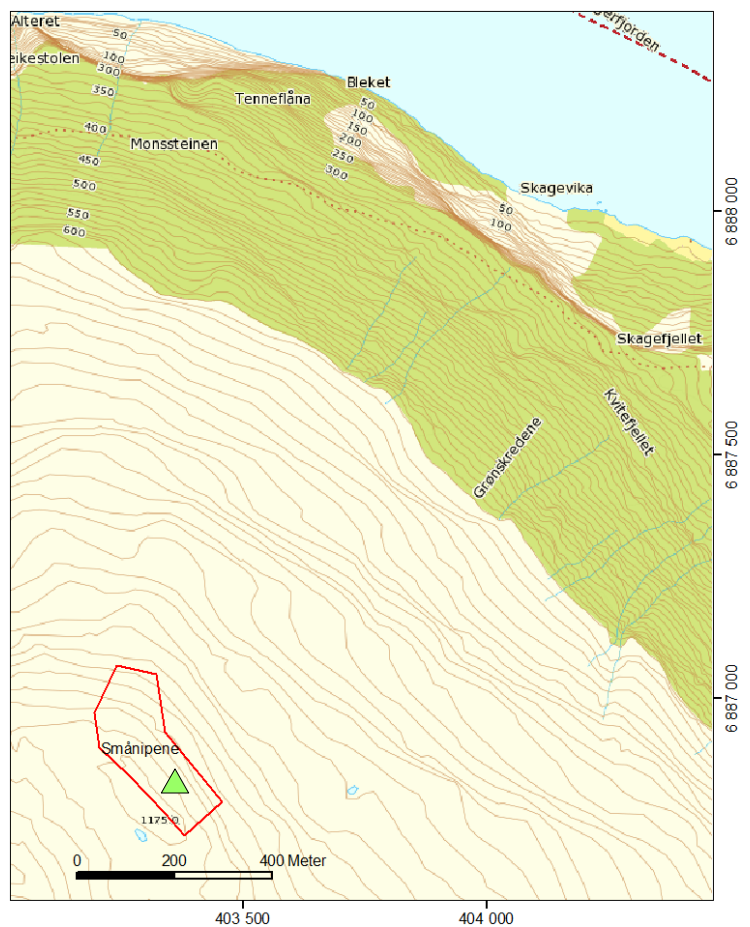 Alteret
50
eikestolen
100
300
Bleket
350
Tenneflåna
50
100
150
400
Monssteinen
200
450
250
300
500
Skagevika
550
50
6 888 000
600
100
Skagefjellet
Kvitefjellet
Grønskredene
6 887 500
6 887 000
Smånipene
1175.0
0 200 400 Meter
403 500 404 000